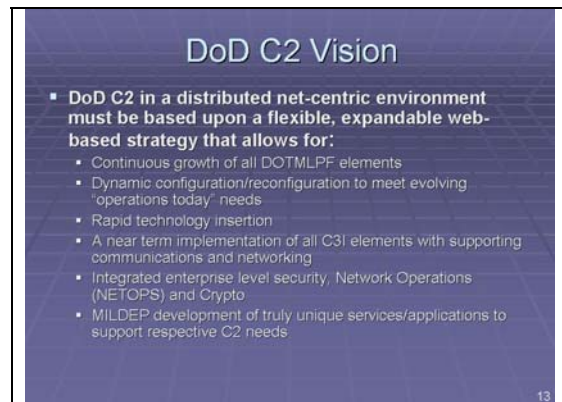 DoD C2 Vision
▪ DoD C2 in a distributed net-centric environment
must be based upon a flexible, expandable web-
based strategy that allows for:
▪ Continuous growth of all DOTMLPF elements
▪ Dynamic configuration/reconfiguration to meet evolving
"operations today" needs
▪ Rapid technology insertion
▪ A near term implementation of all C3I elements with supporting
communications and networking
▪ Integrated enterprise level security, Network Operations
(NETOPS) and Crypto
▪ MILDEP development of truly unique services/applications to
support respective C2 needs
13